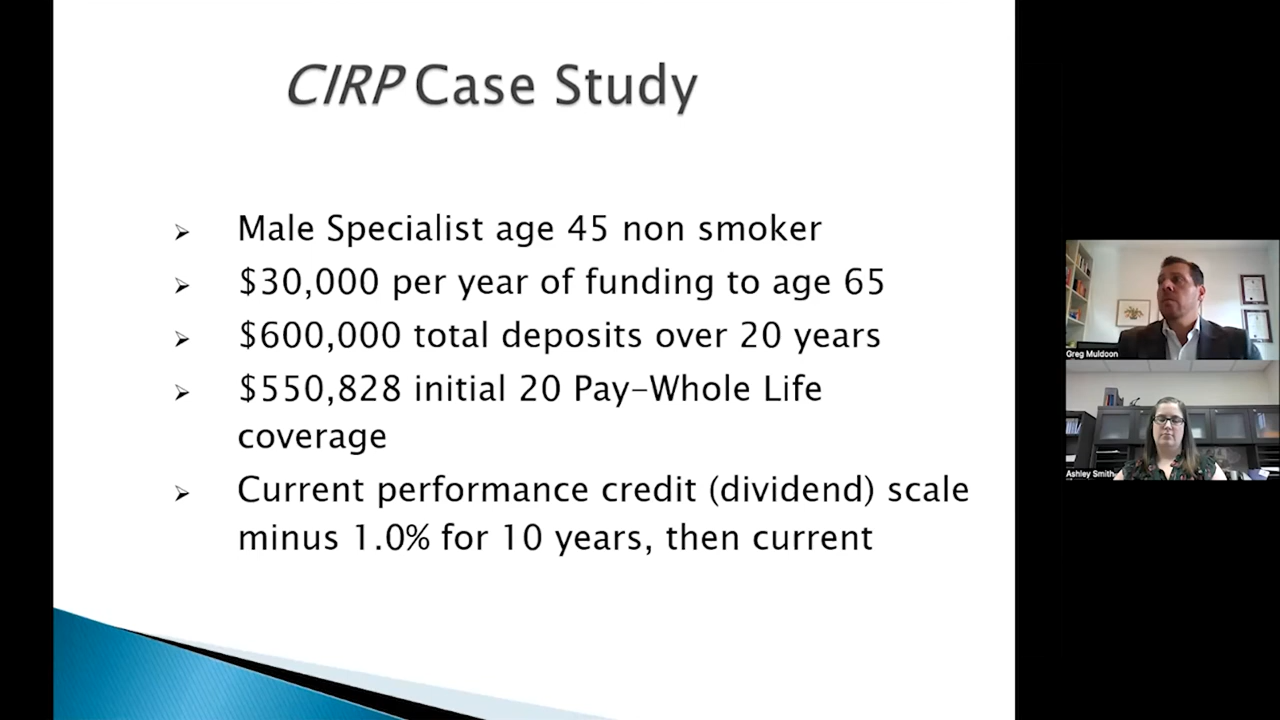 CIRP Case Study
➢ Male Specialist age 45 non smoker
➢ $30,000 per year of funding to age 65
➢ $600,000 total deposits over 20 years
➢ $550,828 initial 20 Pay-Whole Life
coverage
➢ Current performance credit (dividend) scale
minus 1.0% for 10 years, then current
Greg Muldoon
Ashley Smith